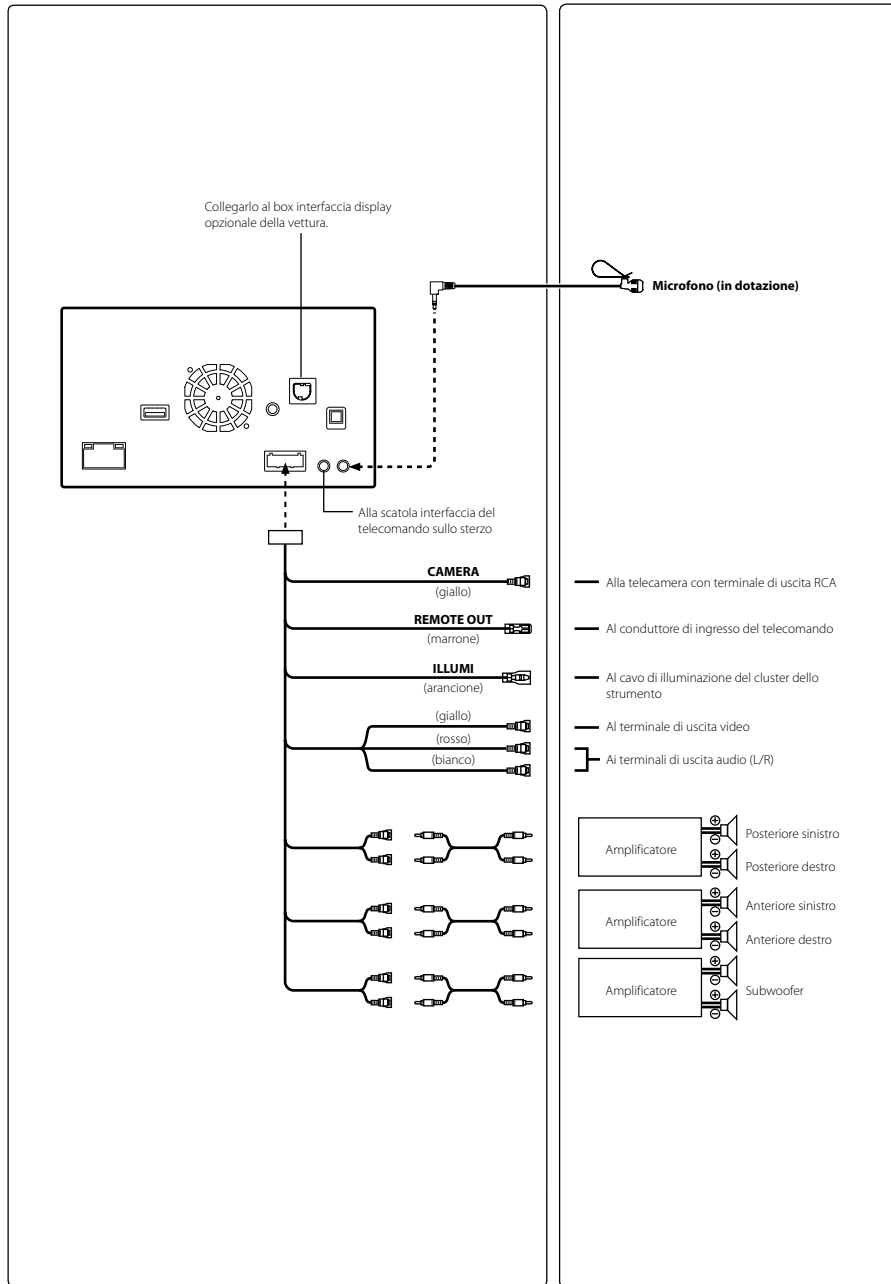 Collegarlo al box interfaccia display
opzionale della vettura.
Microfono (in dotazione)
Alla scatola interfaccia del
telecomando sullo sterzo
CAMERA
(giallo)
Alla telecamera con terminale di uscita RCA
REMOTE OUT
(marrone)
Al conduttore di ingresso del telecomando
ILLUMI
(arancione)
Al cavo di illuminazione del cluster dello
strumento
(giallo)
Al terminale di uscita video
(rosso)
(bianco)
Ai terminali di uscita audio (L/R)
Amplificatore
Posteriore sinistro
Posteriore destro
Amplificatore
Anteriore sinistro
Anteriore destro
Amplificatore
Subwoofer